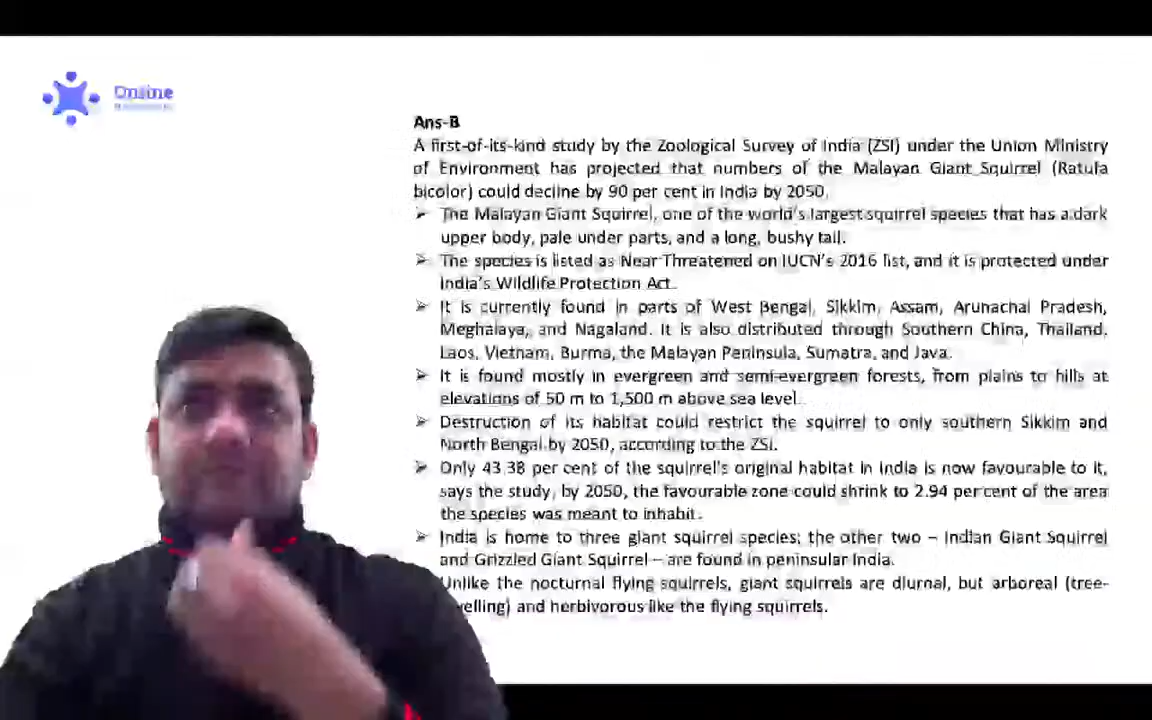 Online
Ans-B
A first-of-its-kind study by the Zoological Survey of India (ZSI) under the Union Ministry
of Environment has projected that numbers of the Malayan Giant Squirrel (Ratufa
bicolor) could decline by 90 per cent in India by 2050.
➢ The Malayan Giant Squirrel, one of the world's largest squirrel species that has a dark
upper body, pale under parts, and a long, bushy tail.
➢ The species is listed as Near Threatened on IUCN's 2016 list, and it is protected under
India's Wildlife Protection Act.
➢ It is currently found in parts of West Bengal, Sikkim, Assam, Arunachal Pradesh,
Meghalaya, and Nagaland. It is also distributed through Southern China, Thailand,
Laos, Vietnam, Burma, the Malayan Peninsula, Sumatra, and Java.
➢ It is found mostly in evergreen and semi-evergreen forests, from plains to hills at
elevations of 50 m to 1,500 m above sea level.
➢ Destruction of its habitat could restrict the squirrel to only southern Sikkim and
North Bengal by 2050, according to the ZSI.
➢ Only 43.38 per cent of the squirrel's original habitat in India is now favourable to it,
says the study, by 2050, the favourable zone could shrink to 2.94 per cent of the area
the species was meant to inhabit.
➢ India is home to three giant squirrel species; the other two – Indian Giant Squirrel
and Grizzled Giant Squirrel – are found in peninsular India.
Unlike the nocturnal flying squirrels, giant squirrels are diurnal, but arboreal (tree-
velling) and herbivorous like the flying squirrels.